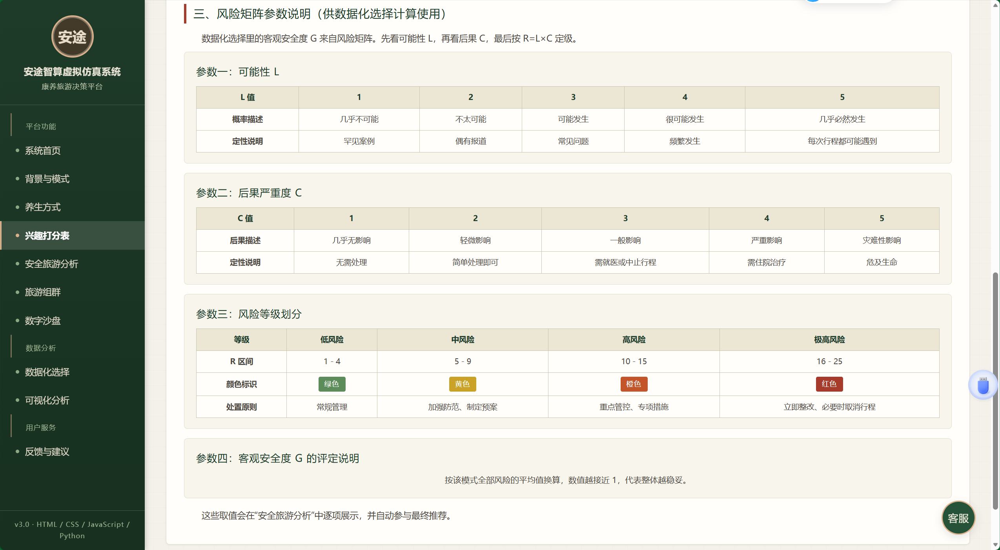 安途
安途智算虚拟仿真系统
康养旅游决策平台
平台功能
系统首页
背景与模式
养生方式
兴趣打分表
安全旅游分析
旅游组群
数字沙盘
数据分析
数据化选择
可视化分析
用户服务
反馈与建议
v3.0 · HTML / CSS / JavaScript /
Python
三、风险矩阵参数说明（供数据化选择计算使用）
数据化选择里的客观安全度 G 来自风险矩阵。先看可能性 L，再看后果 C，最后按 R=L×C 定级。
参数一：可能性 L
L 值 1 2 3 4 5
概率描述 几乎不可能 不太可能 可能发生 很可能发生 几乎必然发生
定性说明 罕见案例 偶有报道 常见问题 频繁发生 每次行程都可能遇到
参数二：后果严重度 C
C 值 1 2 3 4 5
后果描述 几乎无影响 轻微影响 一般影响 严重影响 灾难性影响
定性说明 无需处理 简单处理即可 需就医或中止行程 需住院治疗 危及生命
参数三：风险等级划分
等级 低风险 中风险 高风险 极高风险
R 区间 1 - 4 5 - 9 10 - 15 16 - 25
颜色标识 绿色 黄色 橙色 红色
处置原则 常规管理 加强防范、制定预案 重点管控、专项措施 立即整改、必要时取消行程
参数四：客观安全度 G 的评定说明
按该模式全部风险的平均值换算，数值越接近 1，代表整体越稳妥。
这些取值会在“安全旅游分析”中逐项展示，并自动参与最终推荐。
客服